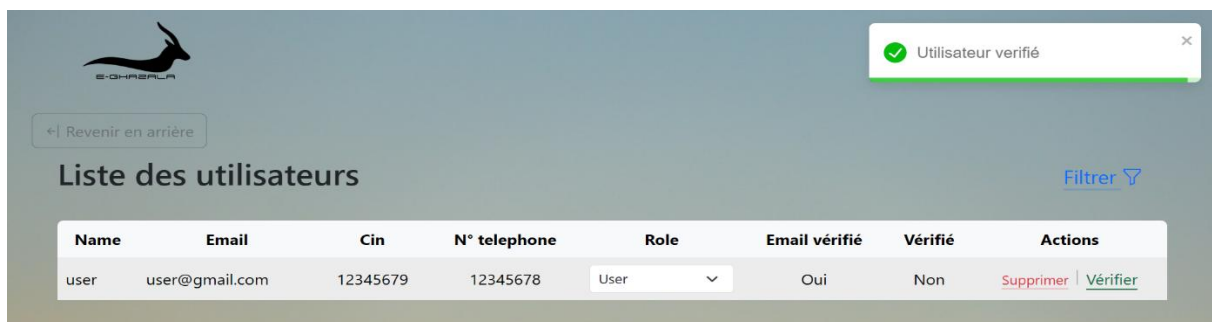 E-GHAZALA
Utilisateur verifié
Revenir en arrière
Liste des utilisateurs
Filtrer
Name Email Cin N° telephone Role Email vérifié Vérifié Actions
user user@gmail.com 12345679 12345678 User Oui Non Supprimer | Vérifier